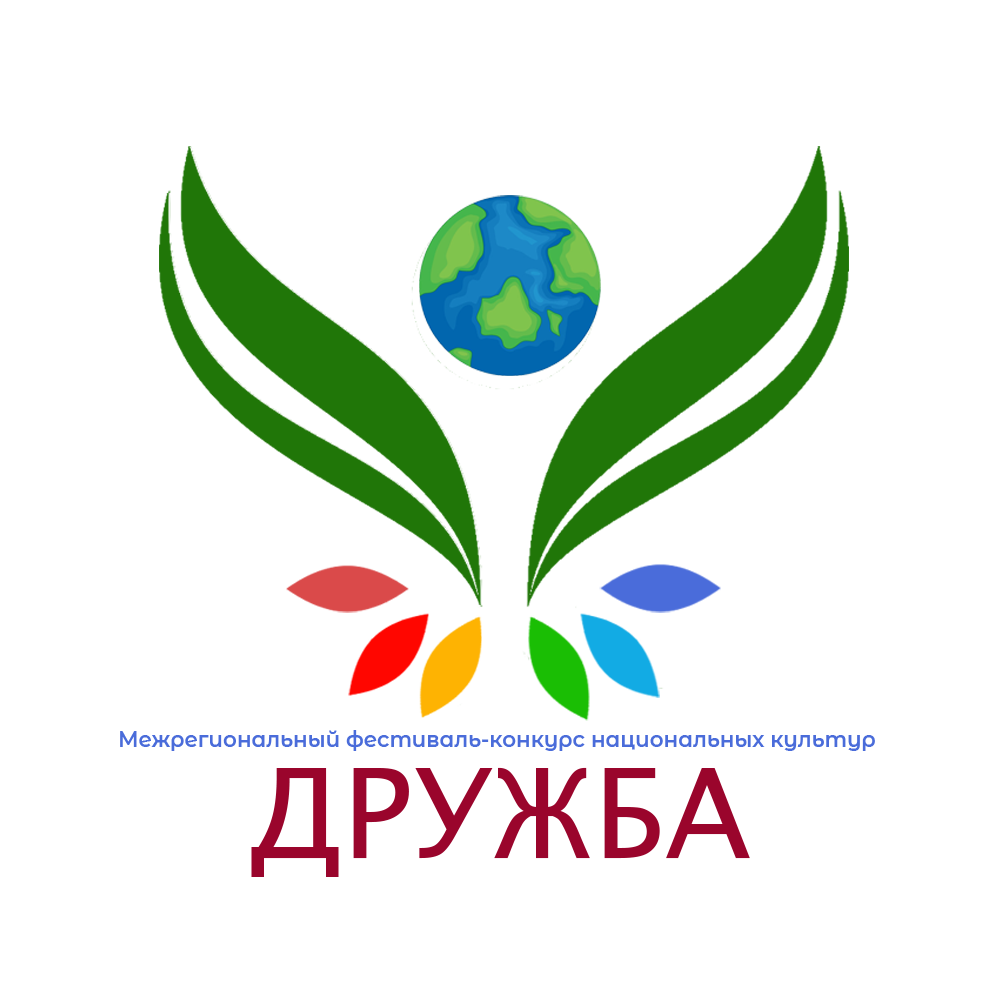 Межрегиональный фестиваль-конкурс национальных культур
ДРУЖБА